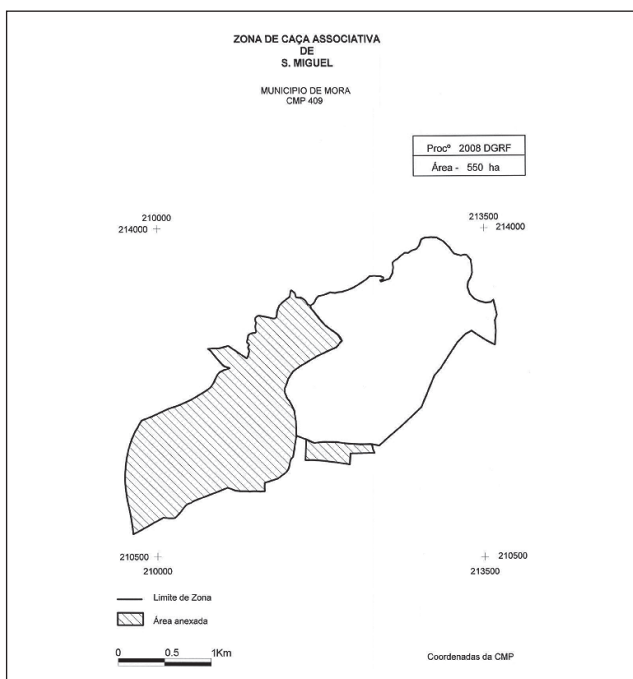 ZONA DE CAÇA ASSOCIATIVA
DE
S. MIGUEL
MUNICIPIO DE MORA
CMP 409
Procº 2008 DGRF
Área - 550 ha
210000
214000
213500
214000
210500
210000
210500
213500
Limite de Zona
Área anexada
0 0.5 1Km
Coordenadas da CMP